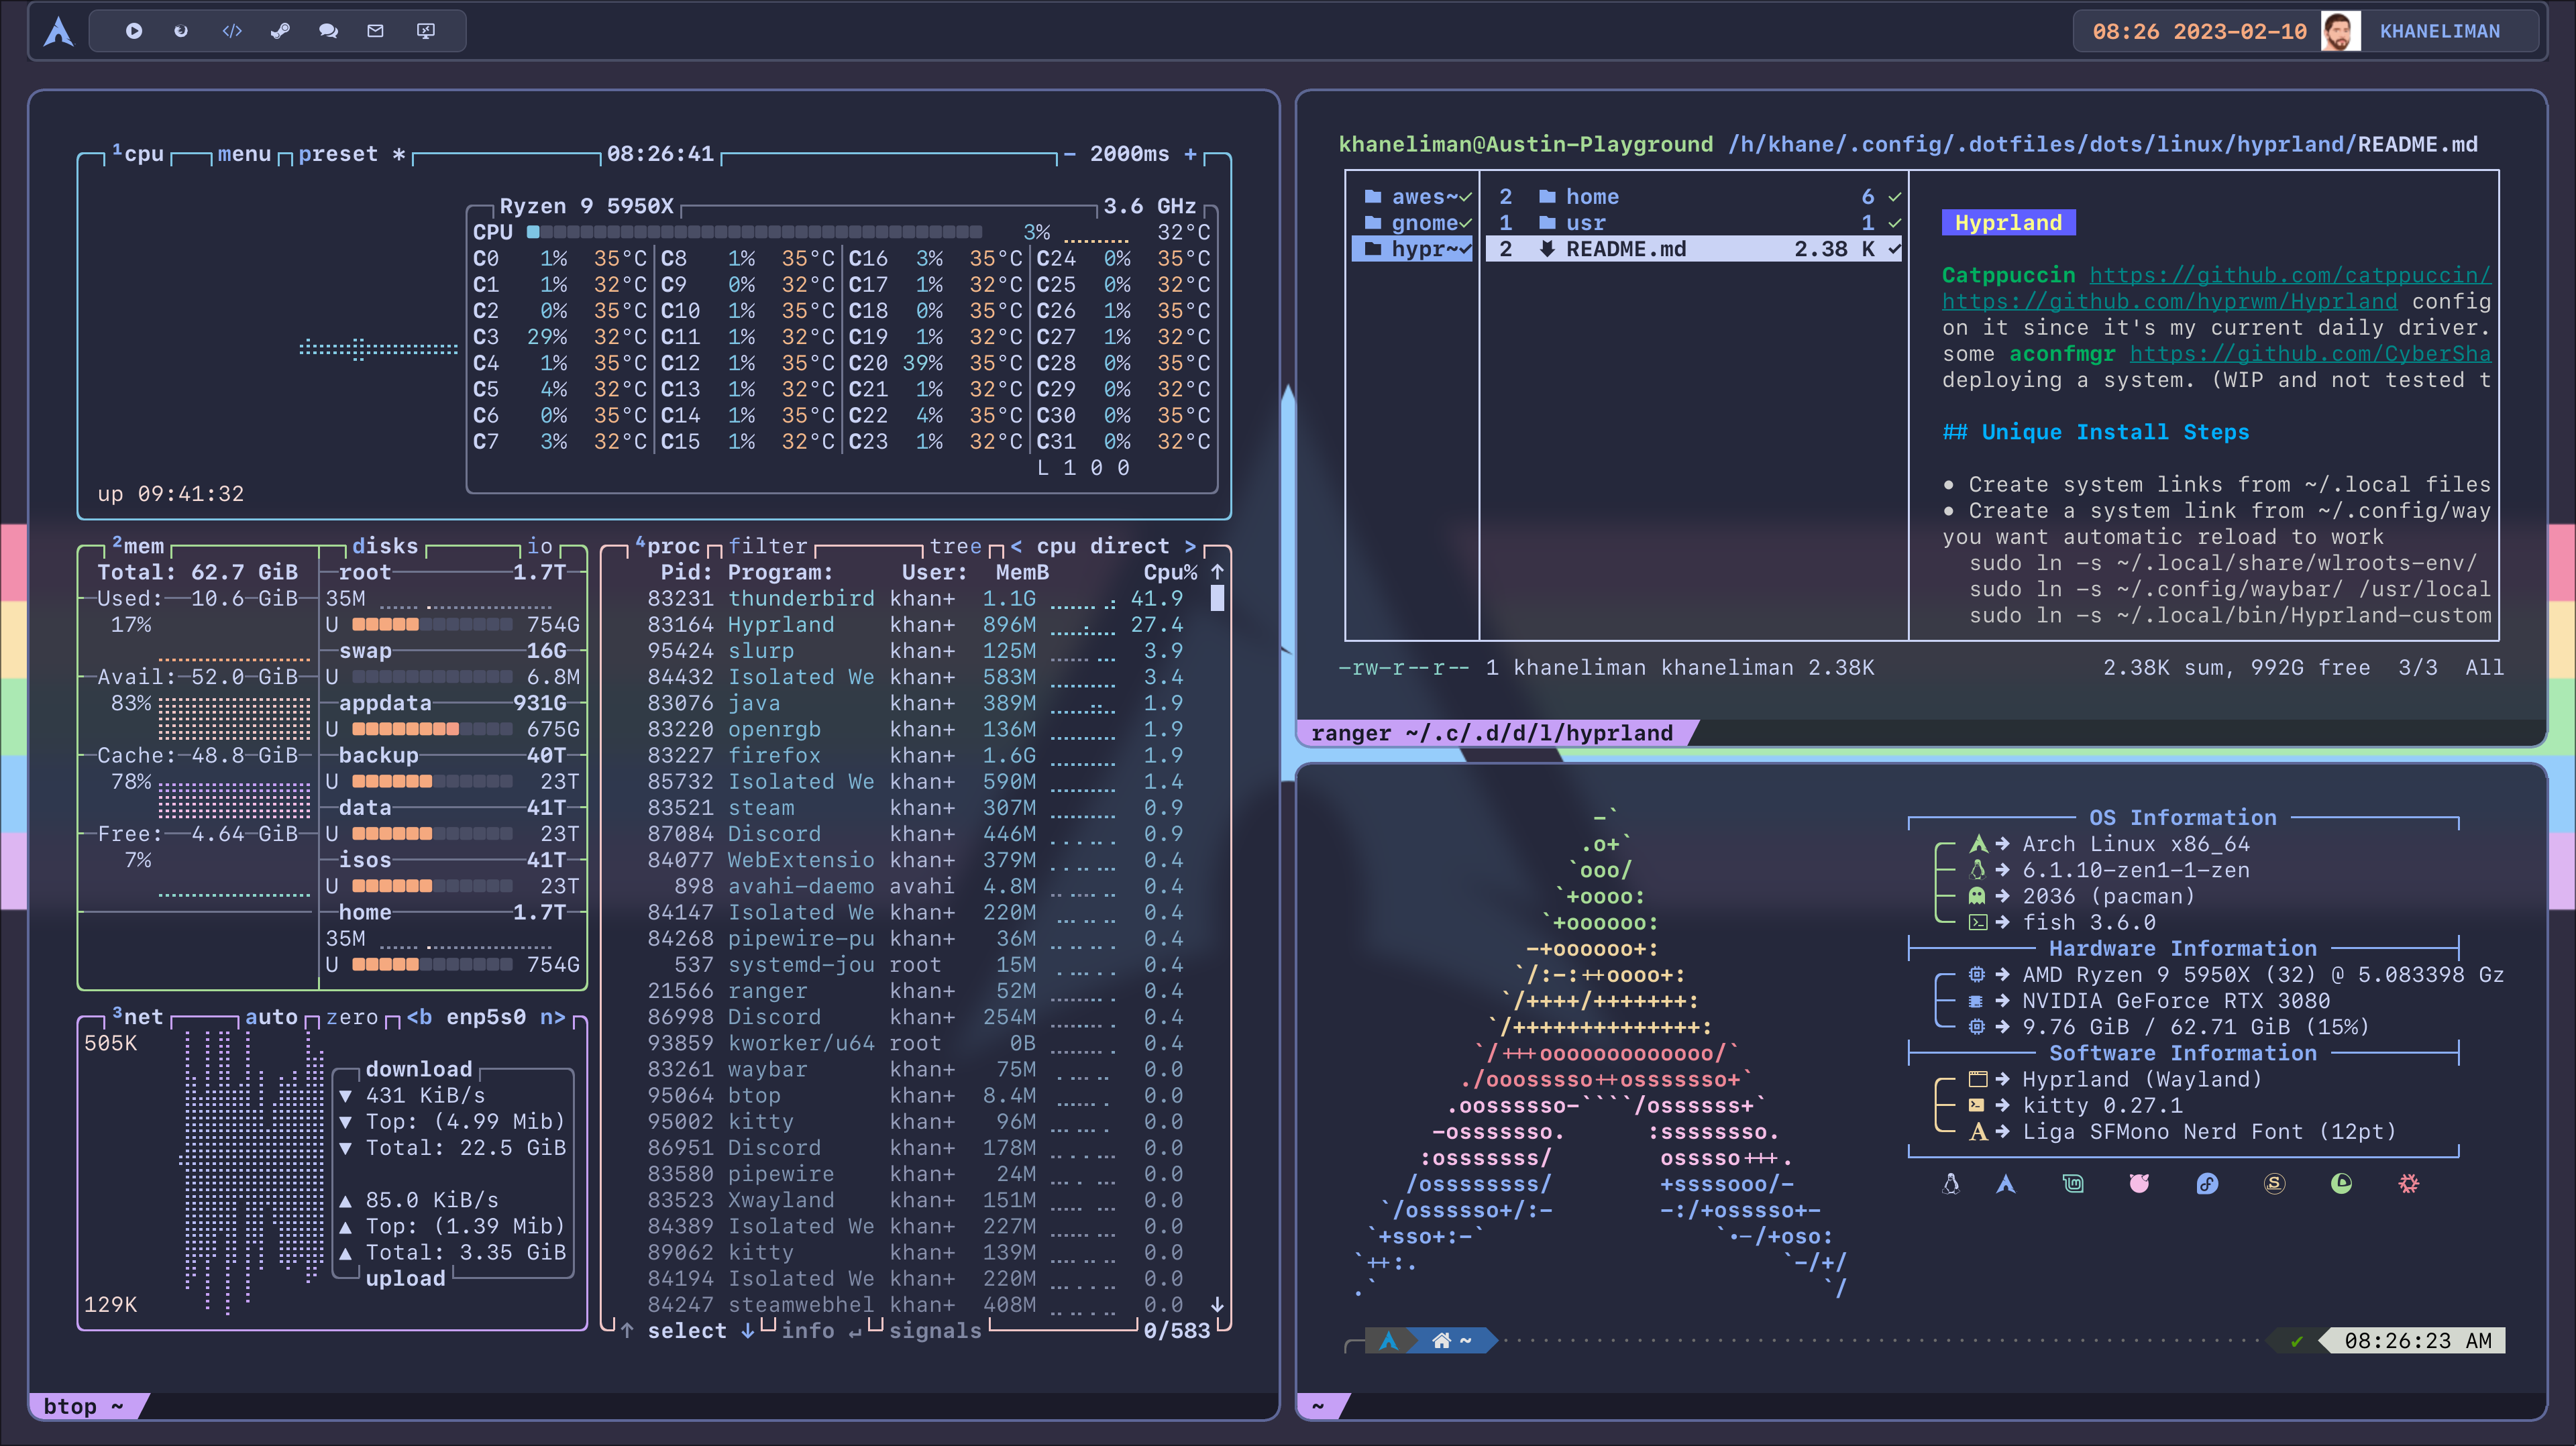 08:26 2023-02-10 KHANELIMAN
¹cpu menu preset * 08:26:41 - 2000ms +
Ryzen 9 5950X 3.6 GHz
CPU 3% 32°C
C0 1% 35°C C8 1% 35°C C16 3% 35°C C24 0% 35°C
C1 1% 32°C C9 0% 32°C C17 1% 32°C C25 0% 32°C
C2 0% 35°C C10 1% 35°C C18 0% 35°C C26 1% 35°C
C3 29% 32°C C11 1% 32°C C19 1% 32°C C27 1% 32°C
C4 1% 35°C C12 1% 35°C C20 39% 35°C C28 0% 35°C
C5 4% 32°C C13 1% 32°C C21 1% 32°C C29 0% 32°C
C6 0% 35°C C14 1% 35°C C22 4% 35°C C30 0% 35°C
C7 3% 32°C C15 1% 32°C C23 1% 32°C C31 0% 32°C
L 1 0 0
up 09:41:32
²mem disks io
Total: 62.7 GiB
Used: 10.6 GiB
17%
Avail: 52.0 GiB
83%
Cache: 48.8 GiB
78%
Free: 4.64 GiB
7%
root 1.7T
35M
U 754G
swap 16G
U 6.8M
appdata 931G
U 675G
backup 40T
U 23T
data 41T
U 23T
isos 41T
U 23T
home 1.7T
35M
U 754G
³net auto zero <b enp5s0 n>
505K
download
▼ 431 KiB/s
▼ Top: (4.99 Mib)
▼ Total: 22.5 GiB
▲ 85.0 KiB/s
▲ Top: (1.39 Mib)
▲ Total: 3.35 GiB
upload
129K
⁴proc filter tree < cpu direct >
Pid: Program: User: MemB Cpu% ↑
83231 thunderbird khan+ 1.1G 41.9
83164 Hyprland khan+ 896M 27.4
95424 slurp khan+ 125M 3.9
84432 Isolated We khan+ 583M 3.4
83076 java khan+ 389M 1.9
83220 openrgb khan+ 136M 1.9
83227 firefox khan+ 1.6G 1.9
85732 Isolated We khan+ 590M 1.4
83521 steam khan+ 307M 0.9
87084 Discord khan+ 446M 0.9
84077 WebExtensio khan+ 379M 0.4
898 avahi-daemo avahi 4.8M 0.4
84147 Isolated We khan+ 220M 0.4
84268 pipewire-pu khan+ 36M 0.4
537 systemd-jou root 15M 0.4
21566 ranger khan+ 52M 0.4
86998 Discord khan+ 254M 0.4
93859 kworker/u64 root 0B 0.4
83261 waybar khan+ 75M 0.4
95064 btop khan+ 8.4M 0.0
95002 kitty khan+ 96M 0.0
86951 Discord khan+ 178M 0.0
83580 pipewire khan+ 24M 0.0
83523 Xwayland khan+ 151M 0.0
84389 Isolated We khan+ 227M 0.0
89062 kitty khan+ 139M 0.0
84194 Isolated We khan+ 220M 0.0
84247 steamwebhel khan+ 408M 0.0 ↓
↑ select ↓ info ↵ signals 0/583
btop ~
khaneliman@Austin-Playground /h/khane/.config/.dotfiles/dots/linux/hyprland/README.md
awes~✓ 2 home 6 ✓
gnome✓ 1 usr 1 ✓
hypr~✓ 2 README.md 2.38 K ✓
Hyprland
Catppuccin https://github.com/catppuccin/
https://github.com/hyprwm/Hyprland config
on it since it's my current daily driver.
some aconfmgr https://github.com/CyberSha
deploying a system. (WIP and not tested t
## Unique Install Steps
• Create system links from ~/.local files
• Create a system link from ~/.config/way
you want automatic reload to work
sudo ln -s ~/.local/share/wlroots-env/
sudo ln -s ~/.config/waybar/ /usr/local
sudo ln -s ~/.local/bin/Hyprland-custom
-rw-r--r-- 1 khaneliman khaneliman 2.38K 2.38K sum, 992G free 3/3 All
ranger ~/.c/.d/d/l/hyprland
-`
.o+`
`ooo/
`+oooo:
`+oooooo:
-+oooooo+:
`/:-:++oooo+:
`/++++/+++++++:
`/++++++++++++++:
`/+++ooooooooooooo/`
./ooosssso++osssssso+`
.oossssso-````/ossssss+`
-osssssso. :ssssssso.
:osssssss/ osssso+++.
/ossssssss/ +ssssooo/-
`/ossssso+/:- -:/+osssso+-
`+sso+:-` `.-/+oso:
`++:. `-/+/
.` `/
OS Information
Arch Linux x86_64
6.1.10-zen1-1-zen
2036 (pacman)
fish 3.6.0
Hardware Information
AMD Ryzen 9 5950X (32) @ 5.083398 Gz
NVIDIA GeForce RTX 3080
9.76 GiB / 62.71 GiB (15%)
Software Information
Hyprland (Wayland)
kitty 0.27.1
Liga SFMono Nerd Font (12pt)
~ ✔ 08:26:23 AM
~